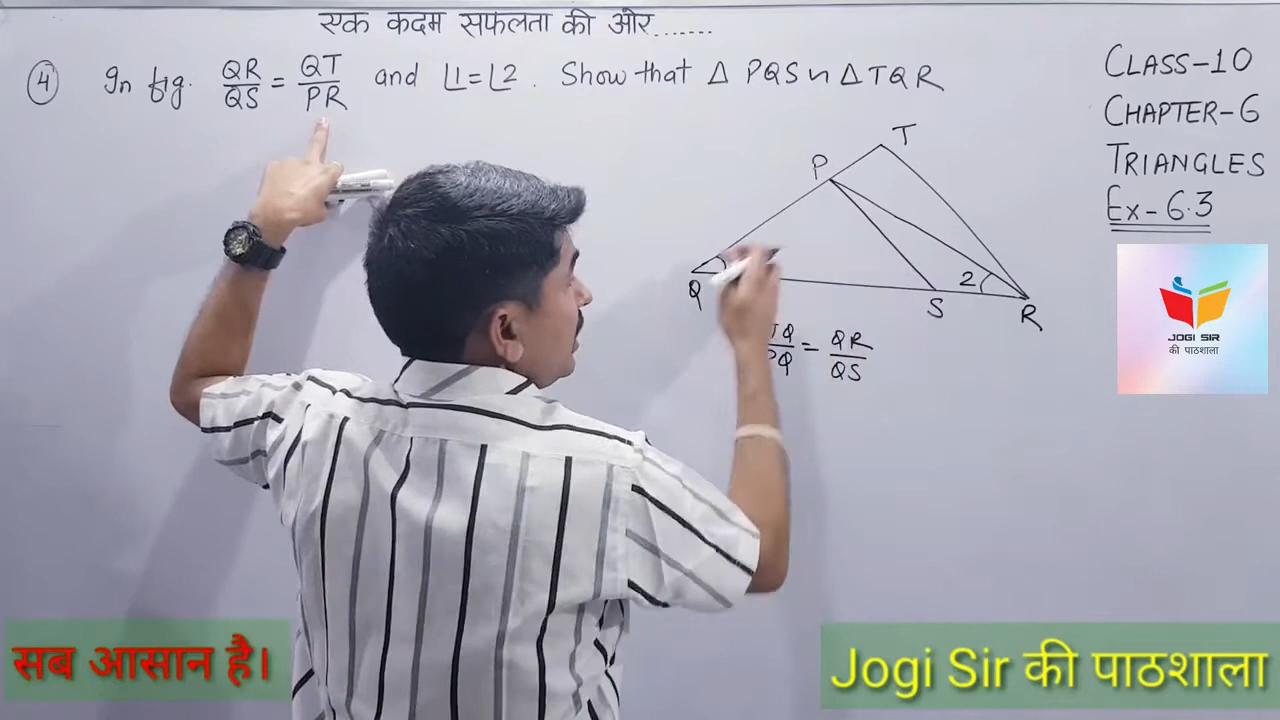 एक कदम सफलता की ओर.......
4 In fig. QR/QS = QT/PR and ∠1=∠2. Show that Δ PQS ~ Δ TQR
CLASS-10
CHAPTER-6
TRIANGLES
Ex-6.3
T
P
2
Q
S
R
= QR/QS
JOGI SIR
की पाठशाला
सब आसान है।
Jogi Sir की पाठशाला